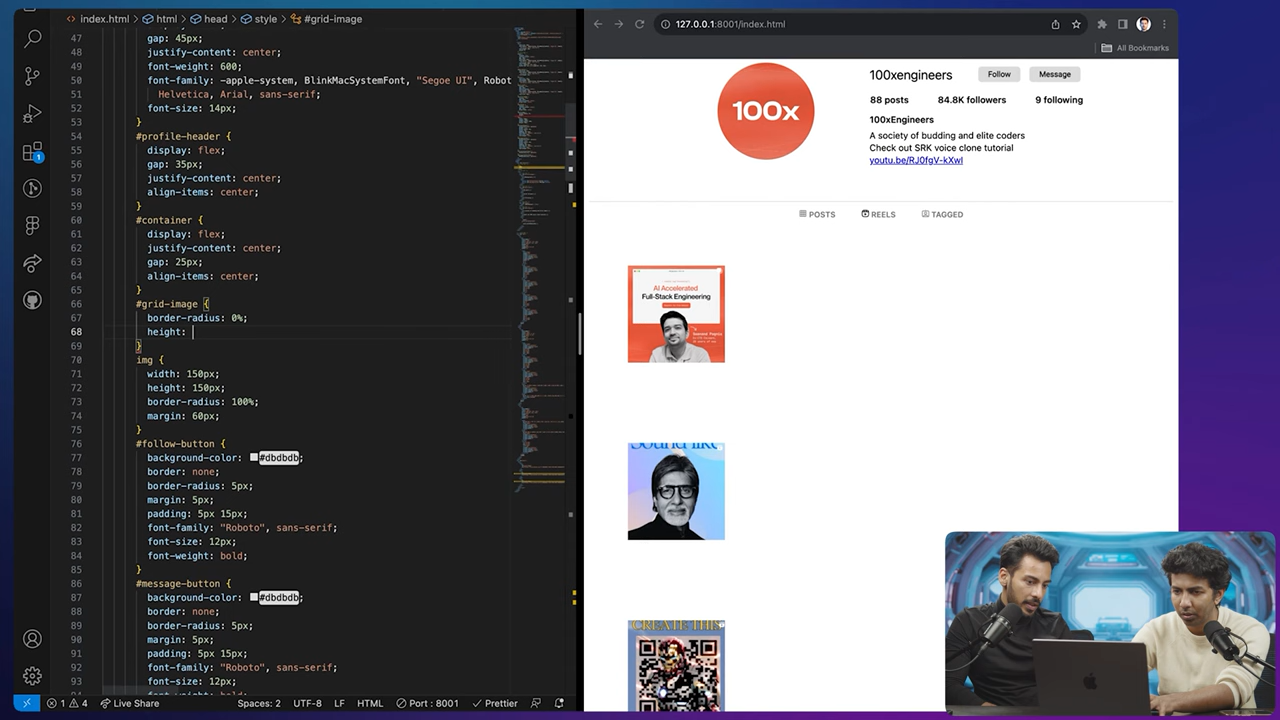 index.html > html > head > style > #grid-image
47 gap: 45px;
48 justify-content: center;
49 font-weight: 600;
50 font-family: -apple-system, BlinkMacSystemFont, "Segoe UI", Robot
51 Helvetica, Arial, sans-serif;
52 font-size: 14px;
53 }
54 #profile-header {
55 display: flex;
56 gap: 25px;
57 justify-content: center;
58 align-items: center;
59 }
60 #container {
61 display: flex;
62 justify-content: center;
63 gap: 25px;
64 align-items: center;
65 }
66 #grid-image {
67 border-radius: 0%;
68 height:
69 }
70 img {
71 width: 150px;
72 height: 150px;
73 border-radius: 100%;
74 margin: 60px;
75 }
76 #follow-button {
77 background-color: #dbdbdb;
78 border: none;
79 border-radius: 5px;
80 margin: 5px;
81 padding: 5px 15px;
82 font-family: "Roboto", sans-serif;
83 font-size: 12px;
84 font-weight: bold;
85 }
86 #message-button {
87 background-color: #dbdbdb;
88 border: none;
89 border-radius: 5px;
90 margin: 5px;
91 padding: 5px 15px;
92 font-family: "Roboto", sans-serif;
93 font-size: 12px;
1
1 4 Live Share Spaces: 2 UTF-8 LF HTML Port : 8001 Prettier
127.0.0.1:8001/index.html
All Bookmarks
100x
100xengineers Follow Message
88 posts 84.8K followers 9 following
100xEngineers
A society of budding and elite coders
Check out SRK voice clone tutorial
youtu.be/RJ0fgV-kXwI
POSTS REELS TAGGED
AI Accelerated
Full-Stack Engineering
Sound like
CREATE THIS